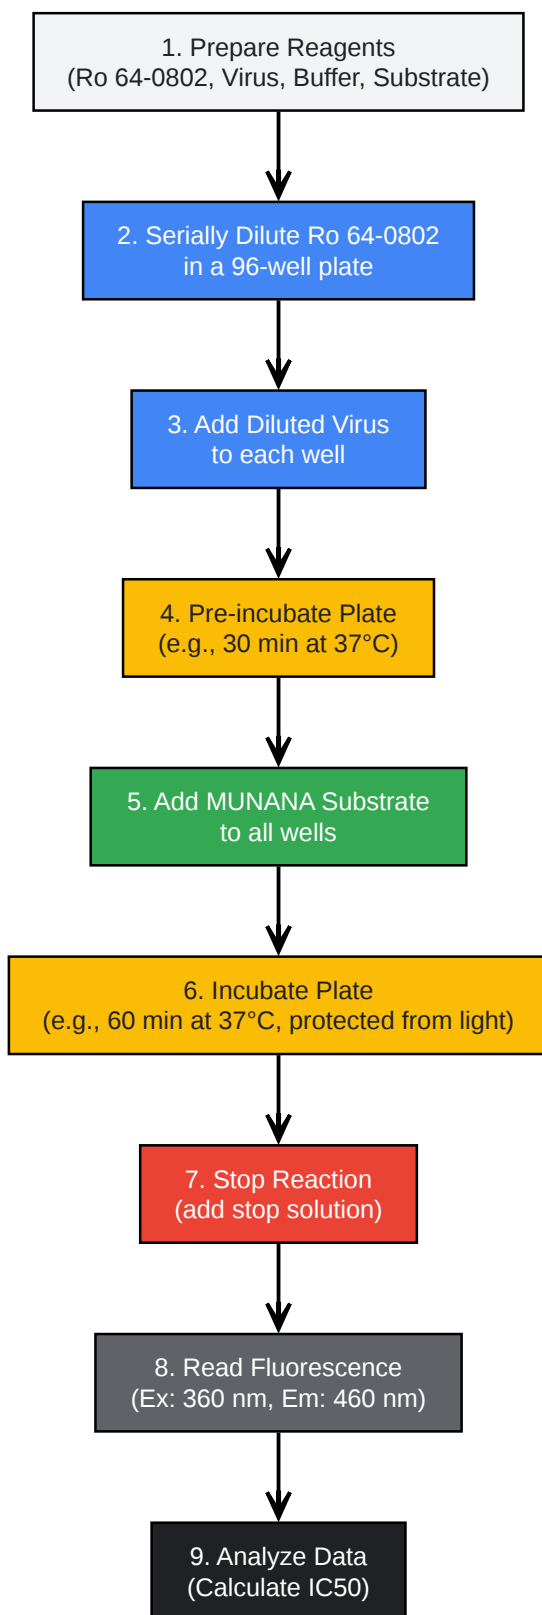 1. Prepare Reagents
(Ro 64-0802, Virus, Buffer, Substrate)
2. Serially Dilute Ro 64-0802
in a 96-well plate
3. Add Diluted Virus
to each well
4. Pre-incubate Plate
(e.g., 30 min at 37°C)
5. Add MUNANA Substrate
to all wells
6. Incubate Plate
(e.g., 60 min at 37°C, protected from light)
7. Stop Reaction
(add stop solution)
8. Read Fluorescence
(Ex: 360 nm, Em: 460 nm)
9. Analyze Data
(Calculate IC50)